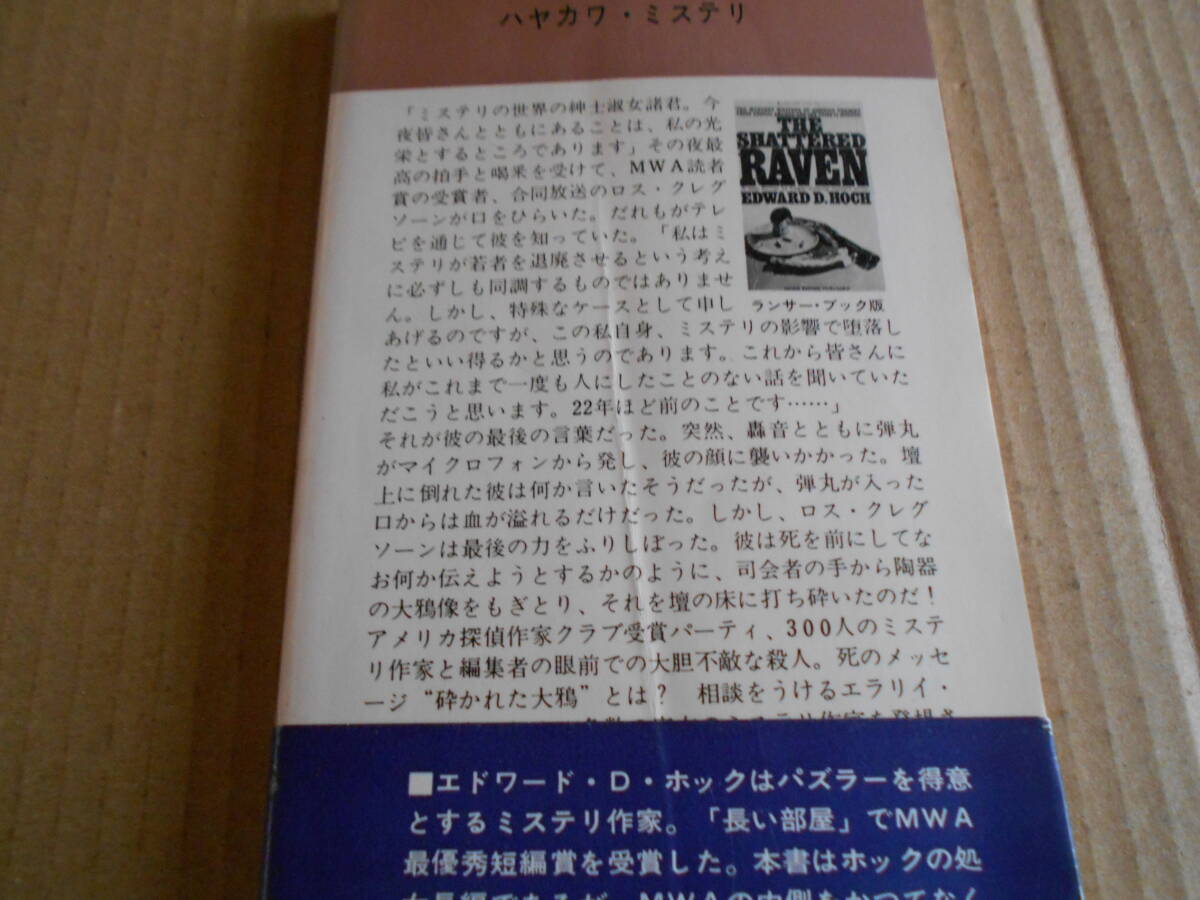 ハヤカワ・ミステリ
「ミステリの世界の紳士淑女諸君。今
夜皆さんとともにあることは、私の光
栄とするところであります」その夜最
高の拍手と喝采を受けて、MWA読者
賞の受賞者、合同放送のロス・クレグ
ソーンが口をひらいた。だれもがテレ
ビを通じて彼を知っていた。「私はミ
ステリが若者を退廃させるという考え
に必ずしも同調するものではありませ
ん。しかし、特殊なケースとして申し
あげるのですが、この私自身、ミステリの影響で堕落し
たといい得るかと思うのであります。これから皆さんに
私がこれまで一度も人にしたことのない話を聞いていた
だこうと思います。22年ほど前のことです……」
それが彼の最後の言葉だった。突然、轟音とともに弾丸
がマイクロフォンから発し、彼の顔に襲いかかった。壇
上に倒れた彼は何か言いたそうだったが、弾丸が入った
口からは血が溢れるだけだった。しかし、ロス・クレグ
ソーンは最後の力をふりしぼった。彼は死を前にしてな
お何か伝えようとするかのように、司会者の手から陶器
の大鴉像をもぎとり、それを壇の床に打ち砕いたのだ！
アメリカ探偵作家クラブ受賞パーティ、300人のミステ
リ作家と編集者の眼前での大胆不敵な殺人。死のメッセ
ージ“砕かれた大鴉”とは？　相談をうけるエラリイ・
THE
SHATTERED
RAVEN
EDWARD D. HOCH
ランサー・ブック版
■エドワード・D・ホックはパズラーを得意
とするミステリ作家。「長い部屋」でMWA
最優秀短編賞を受賞した。本書はホックの処
女長編であるが、MWAの内側をかつてなく